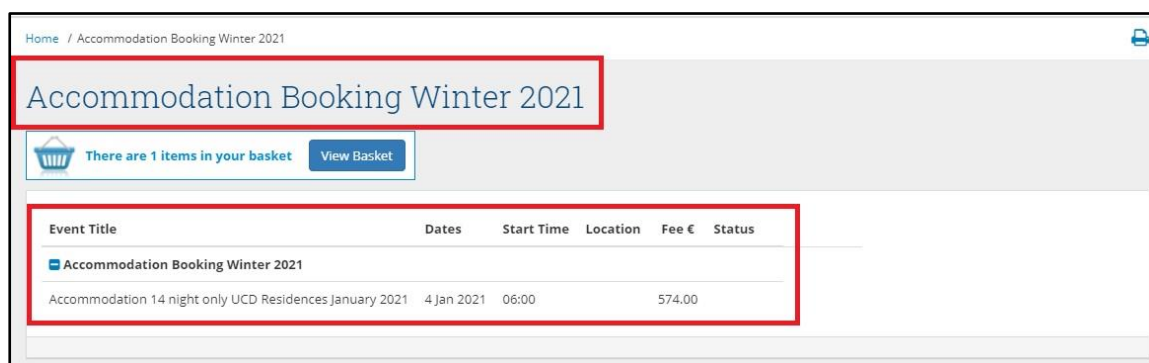 Home / Accommodation Booking Winter 2021
Accommodation Booking Winter 2021
There are 1 items in your basket View Basket
Event Title Dates Start Time Location Fee € Status
Accommodation Booking Winter 2021
Accommodation 14 night only UCD Residences January 2021 4 Jan 2021 06:00 574.00